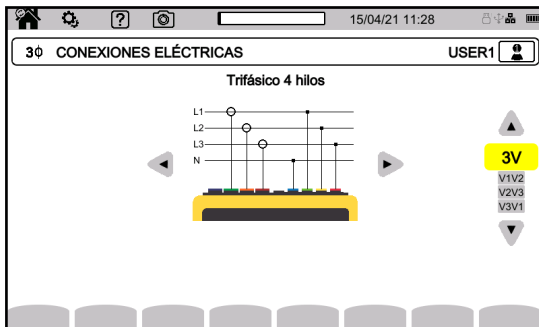 15/04/21 11:28
3Φ CONEXIONES ELÉCTRICAS USER1
Trifásico 4 hilos
L1
L2
L3
N
3V
V1V2
V2V3
V3V1